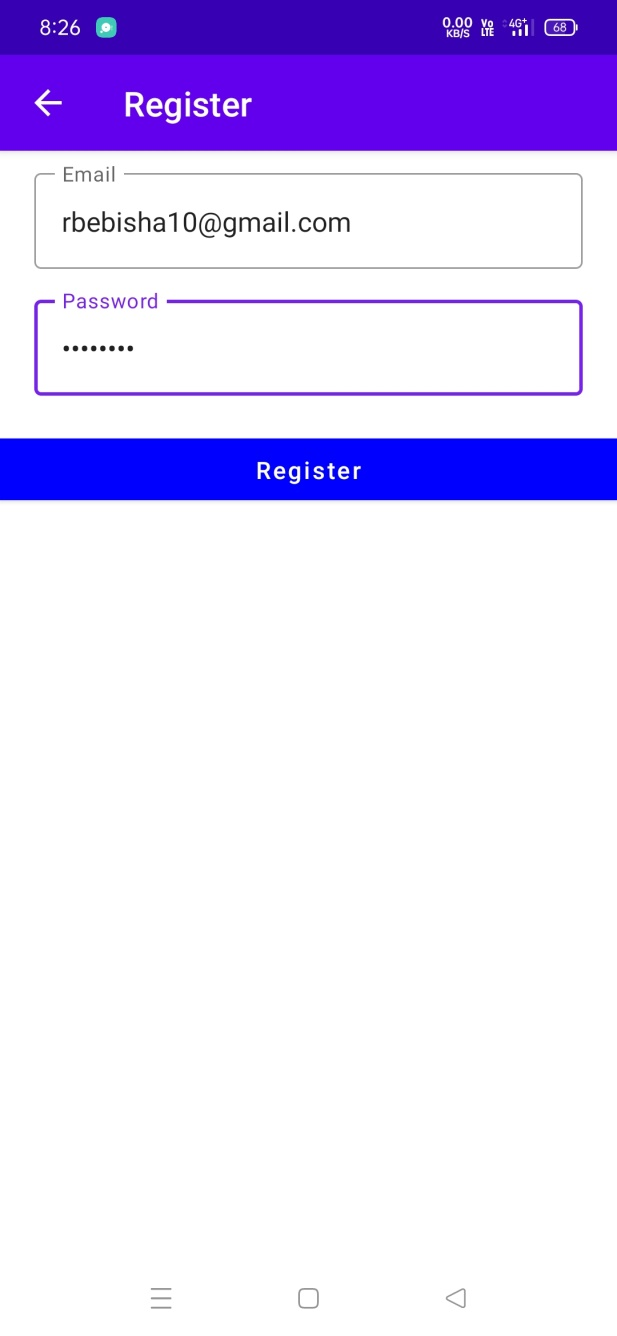 8:26
0.00
KB/S
Vo
LTE
4G+
68
Register
Email
rbebisha10@gmail.com
Password
••••••••
Register